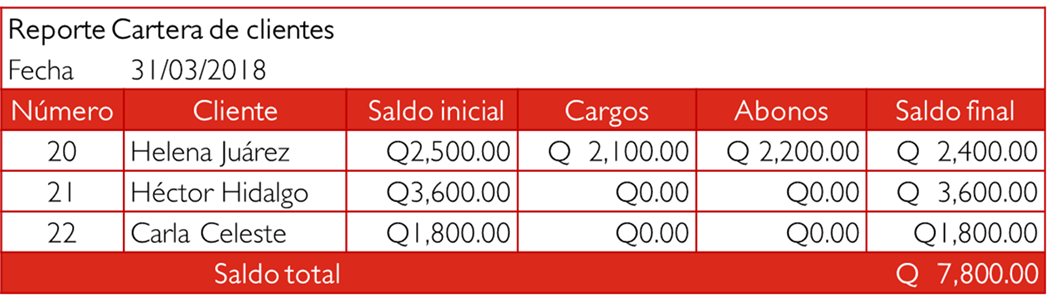 Reporte Cartera de clientes
Fecha 31/03/2018
Número Cliente Saldo inicial Cargos Abonos Saldo final
20 Helena Juárez Q2,500.00 Q 2,100.00 Q 2,200.00 Q 2,400.00
21 Héctor Hidalgo Q3,600.00 Q0.00 Q0.00 Q 3,600.00
22 Carla Celeste Q1,800.00 Q0.00 Q0.00 Q1,800.00
Saldo total Q 7,800.00